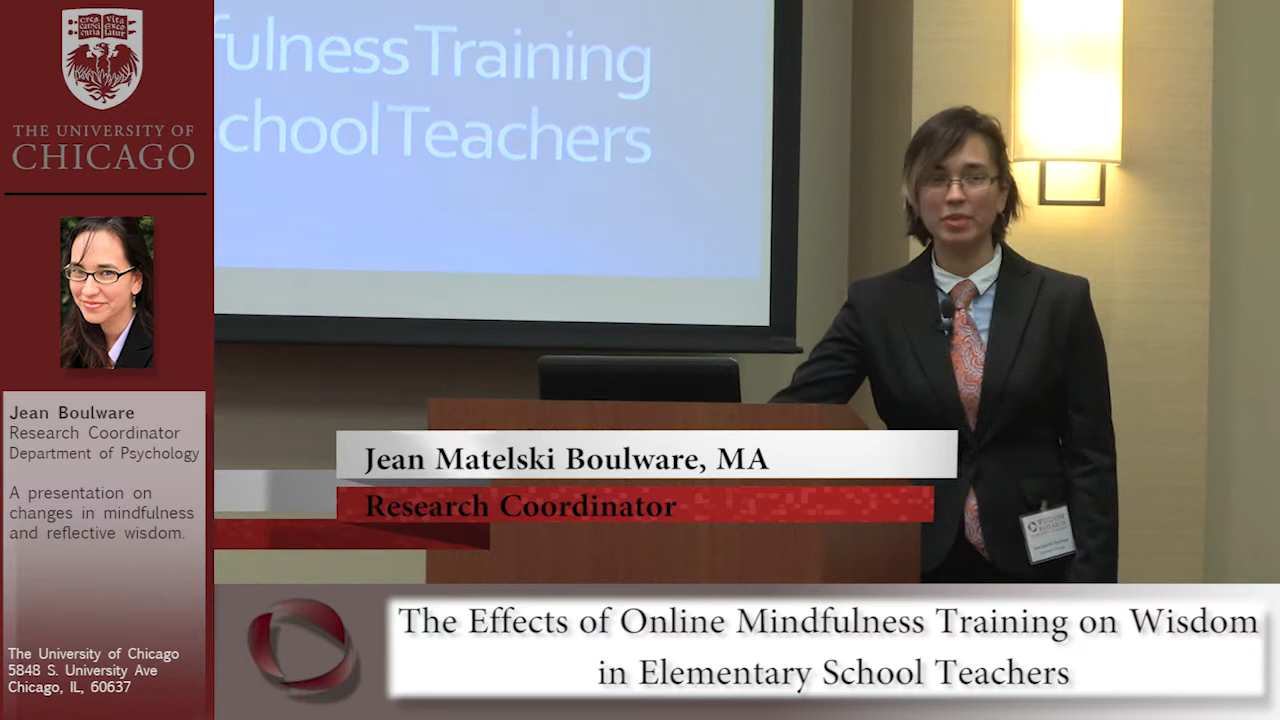 THE UNIVERSITY OF
CHICAGO
Jean Boulware
Research Coordinator
Department of Psychology
A presentation on
changes in mindfulness
and reflective wisdom.
The University of Chicago
5848 S. University Ave
Chicago, IL, 60637
fulness Training
chool Teachers
WISDOM
RESEARCH
Jean Matelski Boulware, MA
Research Coordinator
The Effects of Online Mindfulness Training on Wisdom
in Elementary School Teachers